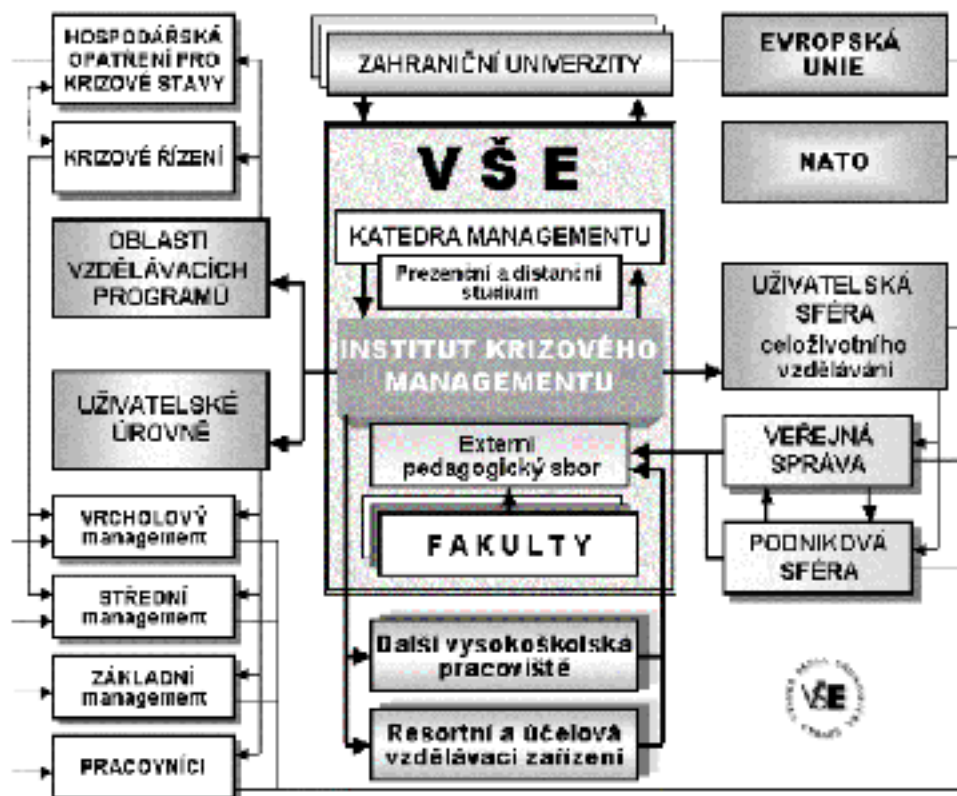 HOSPODÁŘSKÁ
OPATŘENÍ PRO
KRIZOVÉ STAVY
KRIZOVÉ ŘÍZENÍ
OBLASTI
VZDĚLÁVACÍCH
PROGRAMŮ
UŽIVATELSKÉ
ÚROVNĚ
VRCHOLOVÝ
management
STŘEDNÍ
management
ZÁKLADNÍ
management
PRACOVNÍCI
ZAHRANIČNÍ UNIVERZITY
VŠE
KATEDRA MANAGEMENTU
Prezenční a distanční
studium
INSTITUT KRIZOVÉHO
MANAGEMENTU
Externí
pedagogický sbor
FAKULTY
Další vysokoškolská
pracoviště
Resortní a účelová
vzdělávací zařízení
EVROPSKÁ
UNIE
NATO
UŽIVATELSKÁ
SFÉRA
celoživotního
vzdělávání
VEŘEJNÁ
SPRÁVA
PODNIKOVÁ
SFÉRA
VŠE